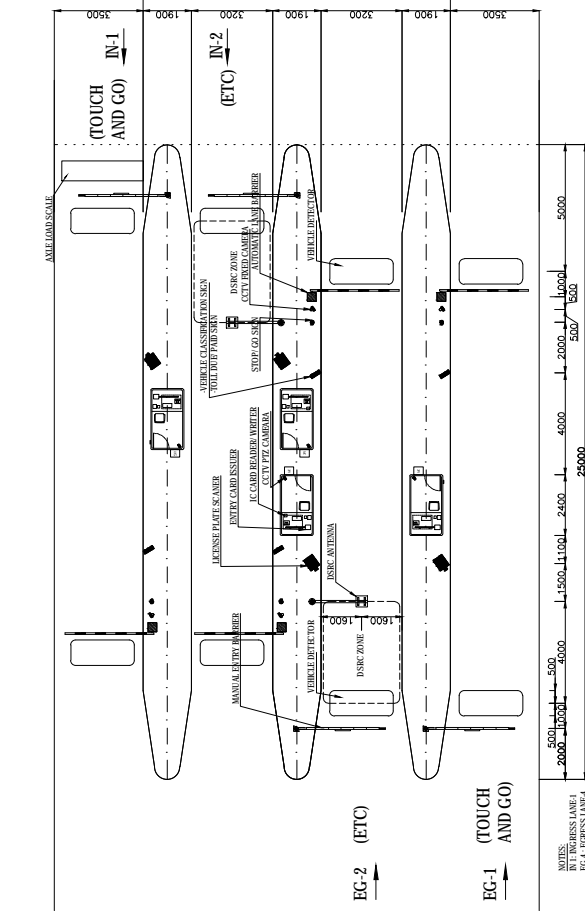 3500
1900
3200
1900
3200
1900
3500
IN-1
(TOUCH
AND GO)
IN-2
(ETC)
AXLE LOAD SCALE
VEHICLE CLASSIFICATION SIGN
TOLL DUE/ PAID SIGN
DSRC ZONE
CCTV FIXED CAMERA
AUTOMATIC LANE BARRIER
STOP/ GO SIGN
VEHICLE DETECTOR
LICENSE PLATE SCANER
ENTRY CARD ISSUER
IC CARD READER/ WRITER
CCTV PTZ CAMEARA
DSRC ANTENNA
MANUAL ENTRY BARRIER
VEHICLE DETECTOR
DSRC ZONE
1600
1600
5000
1000
500
500
2000
4000
2400
1100
1500
4000
500
1000
500
2000
25000
EG-2
(ETC)
EG-1
(TOUCH
AND GO)
NOTES:
IN 1: INGRESS LANE-1